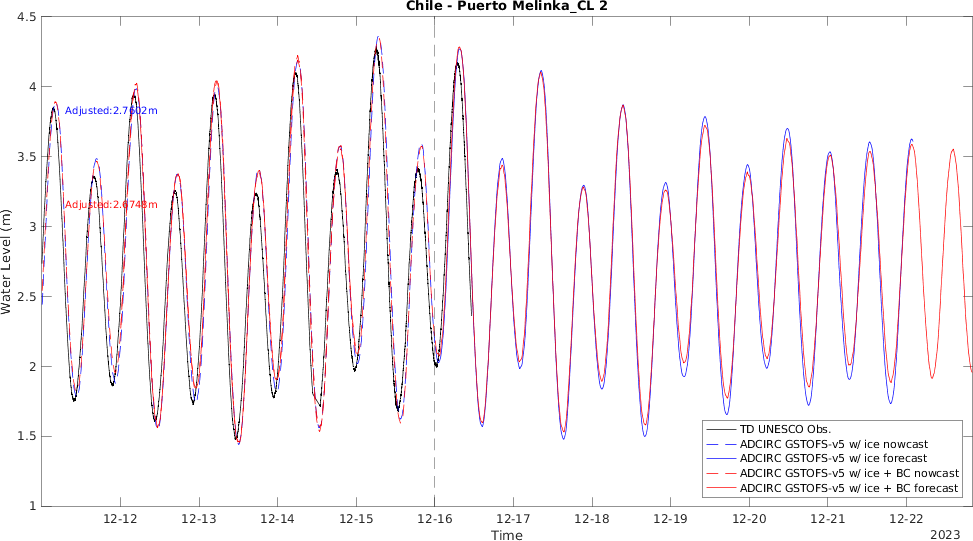 Chile - Puerto Melinka_CL 2
4.5
4
3.5
3
2.5
2
1.5
1
Water Level (m)
Adjusted:2.7602m
Adjusted:2.6748m
TD UNESCO Obs.
ADCIRC GSTOFS-v5 w/ ice nowcast
ADCIRC GSTOFS-v5 w/ ice forecast
ADCIRC GSTOFS-v5 w/ ice + BC nowcast
ADCIRC GSTOFS-v5 w/ ice + BC forecast
12-12 12-13 12-14 12-15 12-16 12-17 12-18 12-19 12-20 12-21 12-22
Time
2023